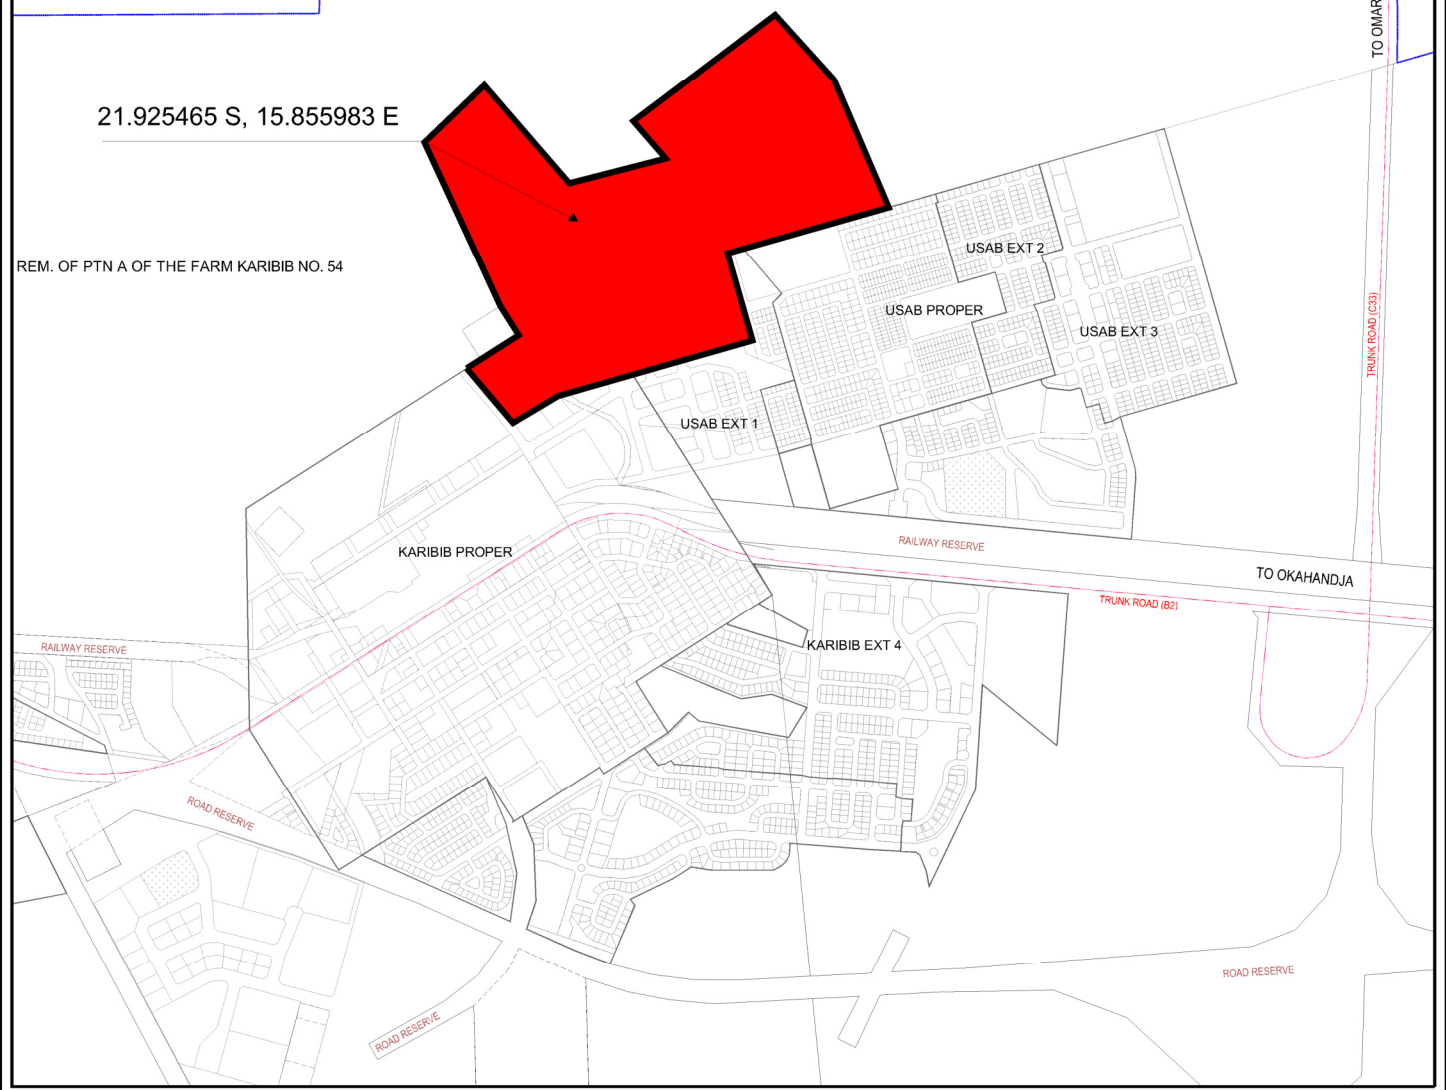 TO OMAR
21.925465 S, 15.855983 E
REM. OF PTN A OF THE FARM KARIBIB NO. 54
USAB EXT 2
USAB PROPER
USAB EXT 3
TRUNK ROAD (C33)
USAB EXT 1
KARIBIB PROPER
RAILWAY RESERVE
TO OKAHANDJA
TRUNK ROAD (B2)
KARIBIB EXT 4
RAILWAY RESERVE
ROAD RESERVE
ROAD RESERVE
ROAD RESERVE